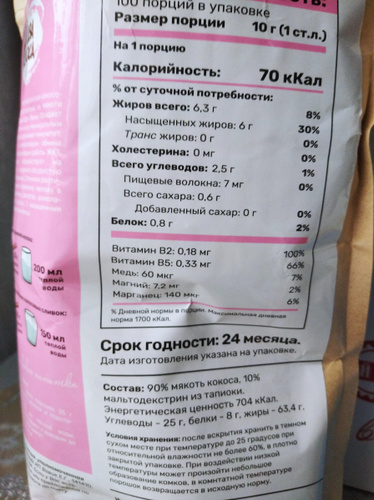 100 порций в упаковке
Размер порции 10 г (1 ст.л.)
На 1 порцию
Калорийность: 70 кКал
% от суточной потребности:
Жиров всего: 6,3 г 8%
Насыщенных жиров: 6 г 30%
Транс жиров: 0 г 0%
Холестерина: 0 мг 0%
Всего углеводов: 2,5 г 1%
Пищевые волокна: 7 мг 0%
Всего сахара: 0,6 г
Добавленный сахар: 0 г 0%
Белок: 0,8 г 2%
Витамин B2: 0,18 мг 100%
Витамин B5: 0,33 мг 66%
Медь: 60 мкг 7%
Магний: 7,2 мг 2%
Марганец: 140 мкг 6%
% Дневной нормы в порции. Максимальная дневная
норма 1700 кКал.
Срок годности: 24 месяца.
Дата изготовления указана на упаковке.
Состав: 90% мякоть кокоса, 10%
мальтодекстрин из тапиоки.
Энергетическая ценность 704 кКал.
Углеводы - 25 г, белки - 8 г, жиры - 63,4 г.
Условия хранения: после вскрытия хранить в темном
сухом месте при температуре до 25 градусов при
относительной влажности не более 60%, в плотно
закрытой упаковке. При воздействии низкой
температуры может произойти небольшое
образование комков, в комнтатной температуре
порошок возвращается в исходную норму.
200 мл
теплой
воды
150 мл
теплой
воды